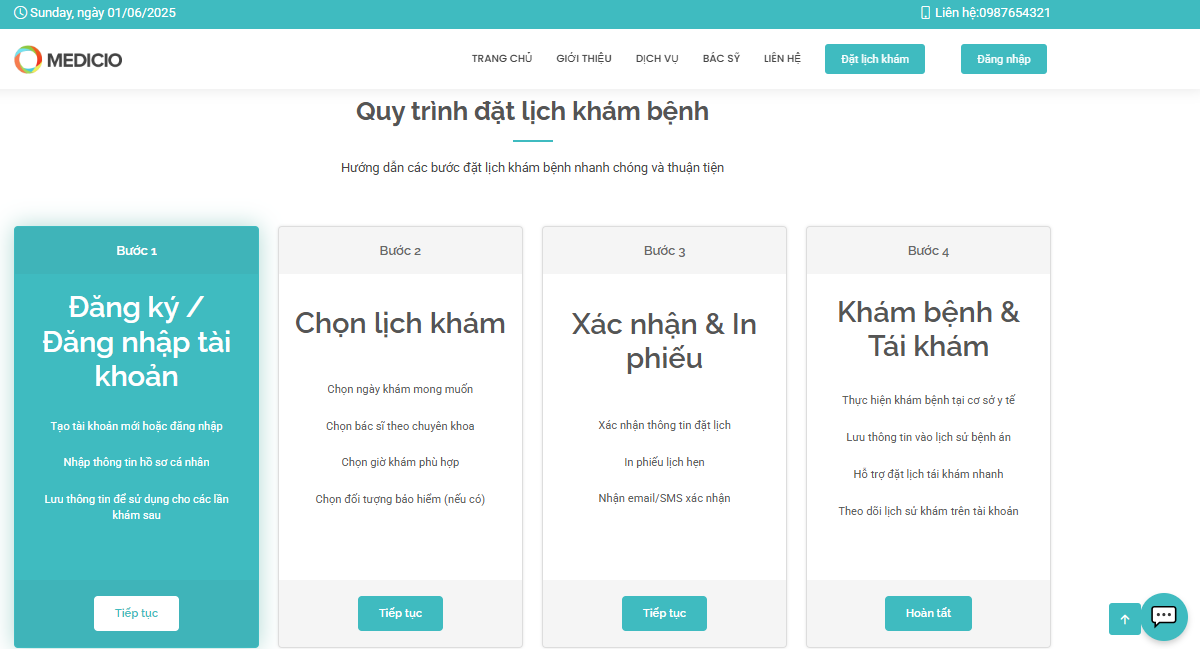 Sunday, ngày 01/06/2025
Liên hệ:0987654321
MEDICIO
TRANG CHỦ
GIỚI THIỆU
DỊCH VỤ
BÁC SỸ
LIÊN HỆ
Đặt lịch khám
Đăng nhập
Quy trình đặt lịch khám bệnh
Hướng dẫn các bước đặt lịch khám bệnh nhanh chóng và thuận tiện
Bước 1
Đăng ký /
Đăng nhập tài
khoản
Tạo tài khoản mới hoặc đăng nhập
Nhập thông tin hồ sơ cá nhân
Lưu thông tin để sử dụng cho các lần
khám sau
Tiếp tục
Bước 2
Chọn lịch khám
Chọn ngày khám mong muốn
Chọn bác sĩ theo chuyên khoa
Chọn giờ khám phù hợp
Chọn đối tượng bảo hiểm (nếu có)
Tiếp tục
Bước 3
Xác nhận & In
phiếu
Xác nhận thông tin đặt lịch
In phiếu lịch hẹn
Nhận email/SMS xác nhận
Tiếp tục
Bước 4
Khám bệnh &
Tái khám
Thực hiện khám bệnh tại cơ sở y tế
Lưu thông tin vào lịch sử bệnh án
Hỗ trợ đặt lịch tái khám nhanh
Theo dõi lịch sử khám trên tài khoản
Hoàn tất